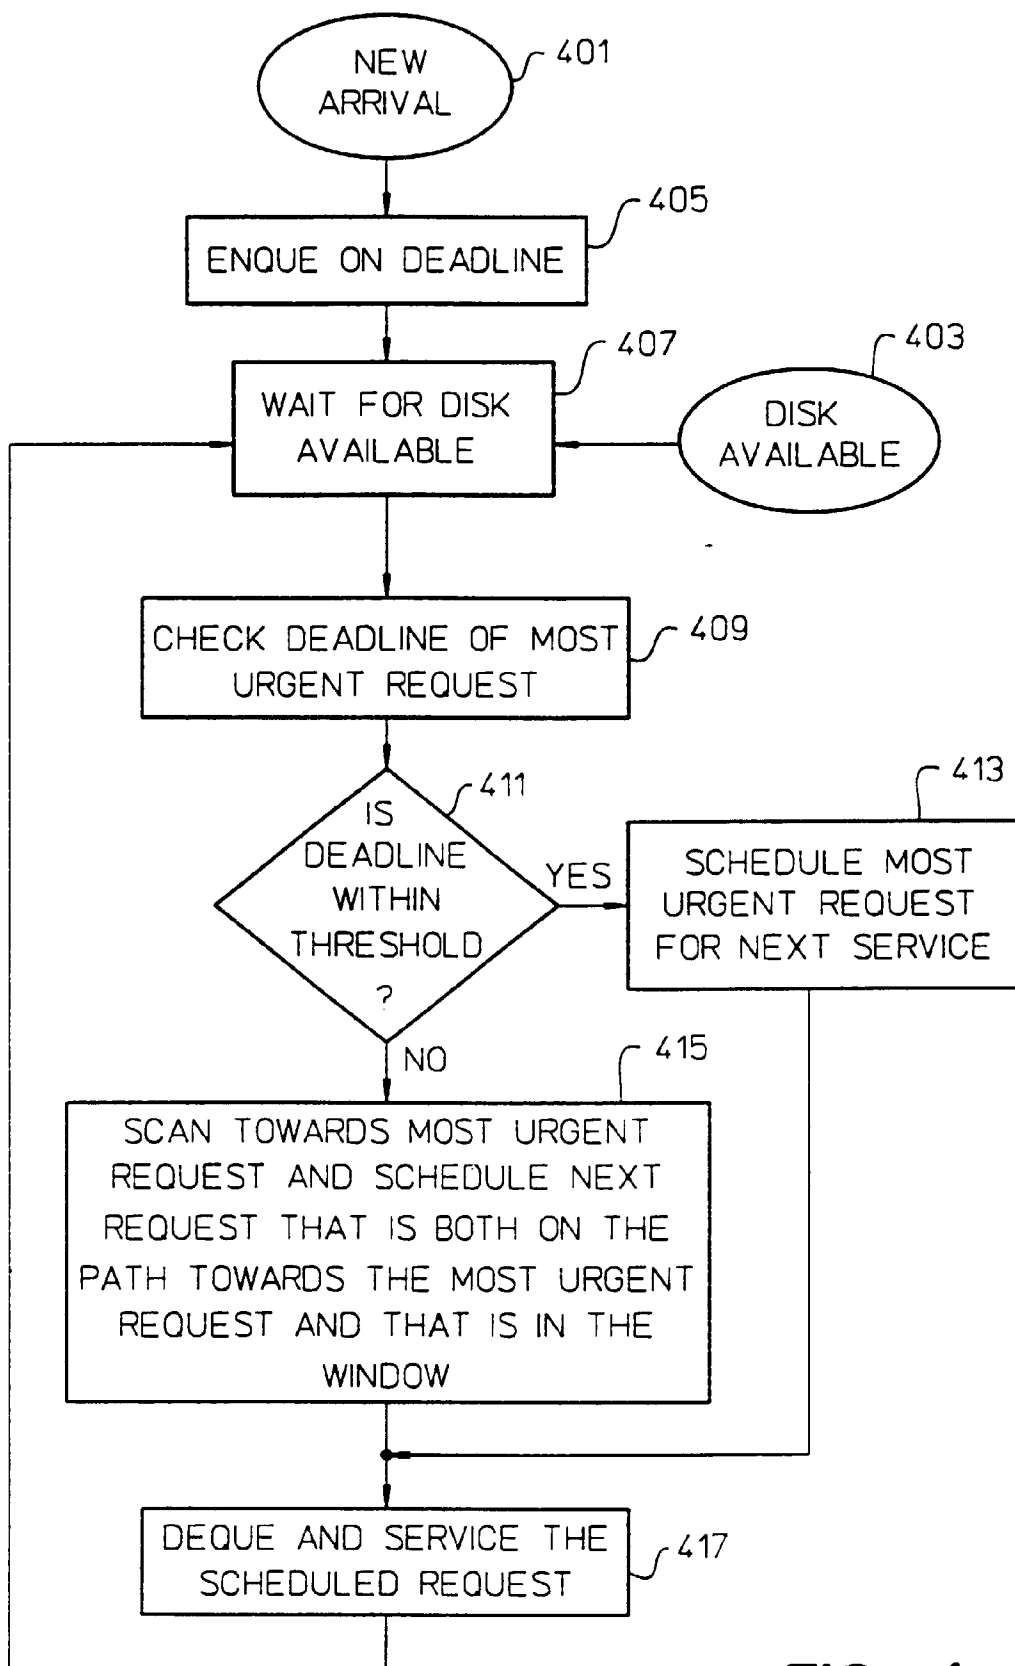 NEW
ARRIVAL
401
ENQUE ON DEADLINE
405
WAIT FOR DISK
AVAILABLE
407
DISK
AVAILABLE
403
CHECK DEADLINE OF MOST
URGENT REQUEST
409
IS
DEADLINE
WITHIN
THRESHOLD
?
411
YES
SCHEDULE MOST
URGENT REQUEST
FOR NEXT SERVICE
413
NO
SCAN TOWARDS MOST URGENT
REQUEST AND SCHEDULE NEXT
REQUEST THAT IS BOTH ON THE
PATH TOWARDS THE MOST URGENT
REQUEST AND THAT IS IN THE
WINDOW
415
DEQUE AND SERVICE THE
SCHEDULED REQUEST
417